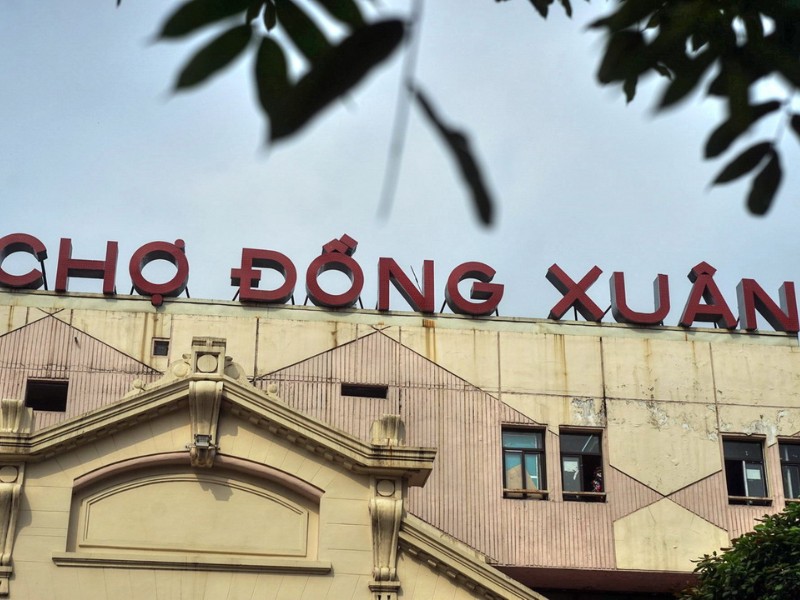 CHỢ ĐỒNG XUÂN